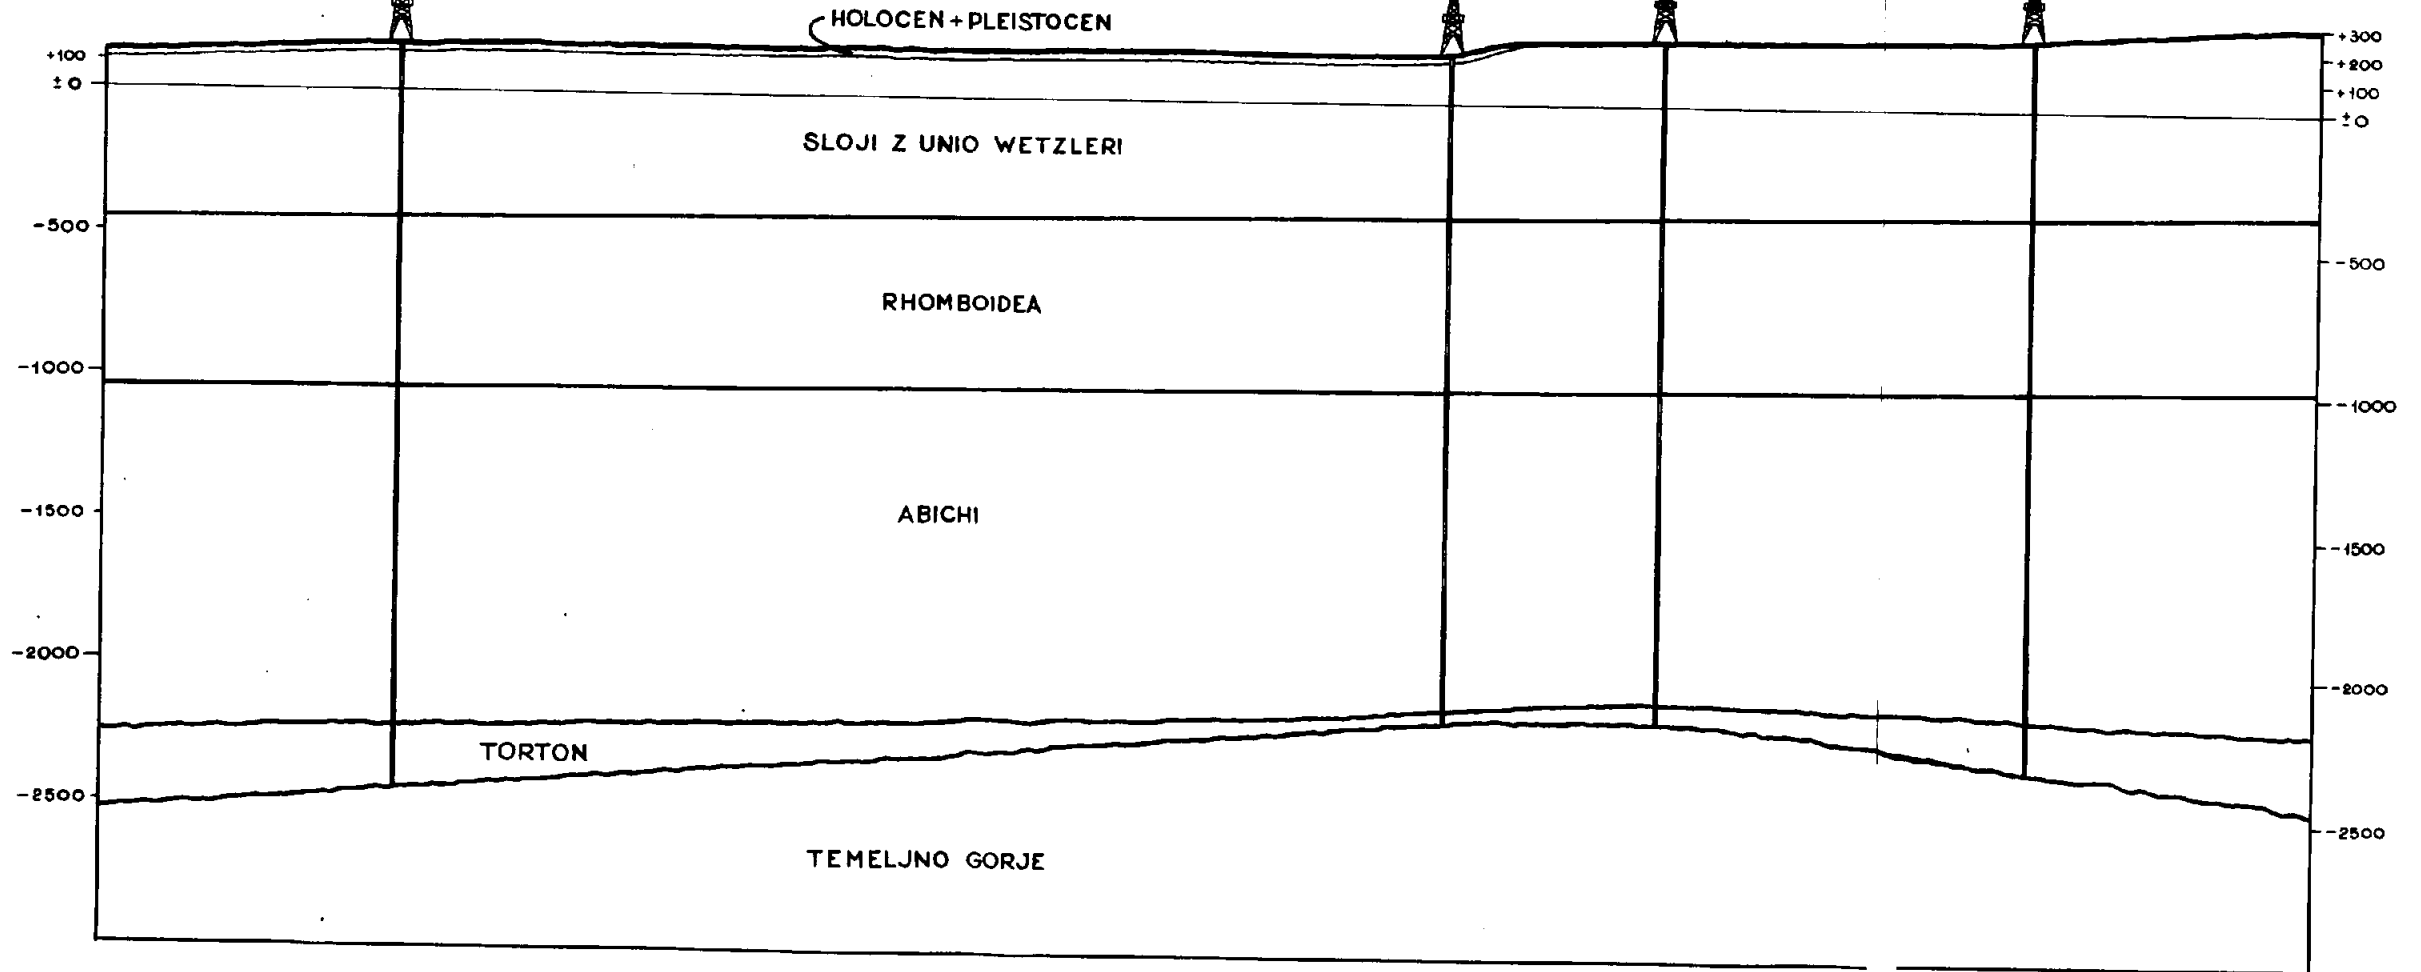 HOLOCEN + PLEISTOCEN
+100
±0
-500
-1000
-1500
-2000
-2500
SLOJI Z UNIO WETZLERI
RHOMBOIDEA
ABICHI
TORTON
TEMELJNO GORJE
+300
+200
+100
±0
-500
-1000
-1500
-2000
-2500